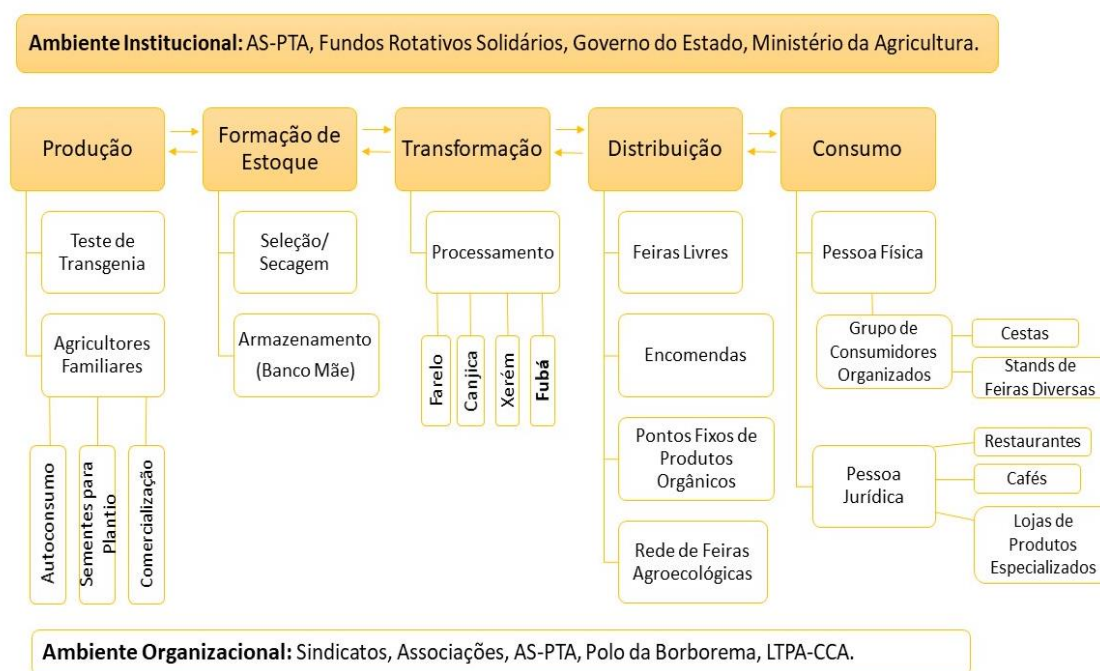 Ambiente Institucional: AS-PTA, Fundos Rotativos Solidários, Governo do Estado, Ministério da Agricultura.
Produção
Formação de
Estoque
Transformação
Distribuição
Consumo
Teste de
Transgenia
Agricultores
Familiares
Autoconsumo
Sementes para
Plantio
Comercialização
Seleção/
Secagem
Armazenamento
(Banco Mãe)
Processamento
Farelo
Canjica
Xerém
Fubá
Feiras Livres
Encomendas
Pontos Fixos de
Produtos
Orgânicos
Rede de Feiras
Agroecológicas
Pessoa Física
Grupo de
Consumidores
Organizados
Cestas
Stands de
Feiras Diversas
Pessoa
Jurídica
Restaurantes
Cafés
Lojas de
Produtos
Especializados
Ambiente Organizacional: Sindicatos, Associações, AS-PTA, Polo da Borborema, LTPA-CCA.